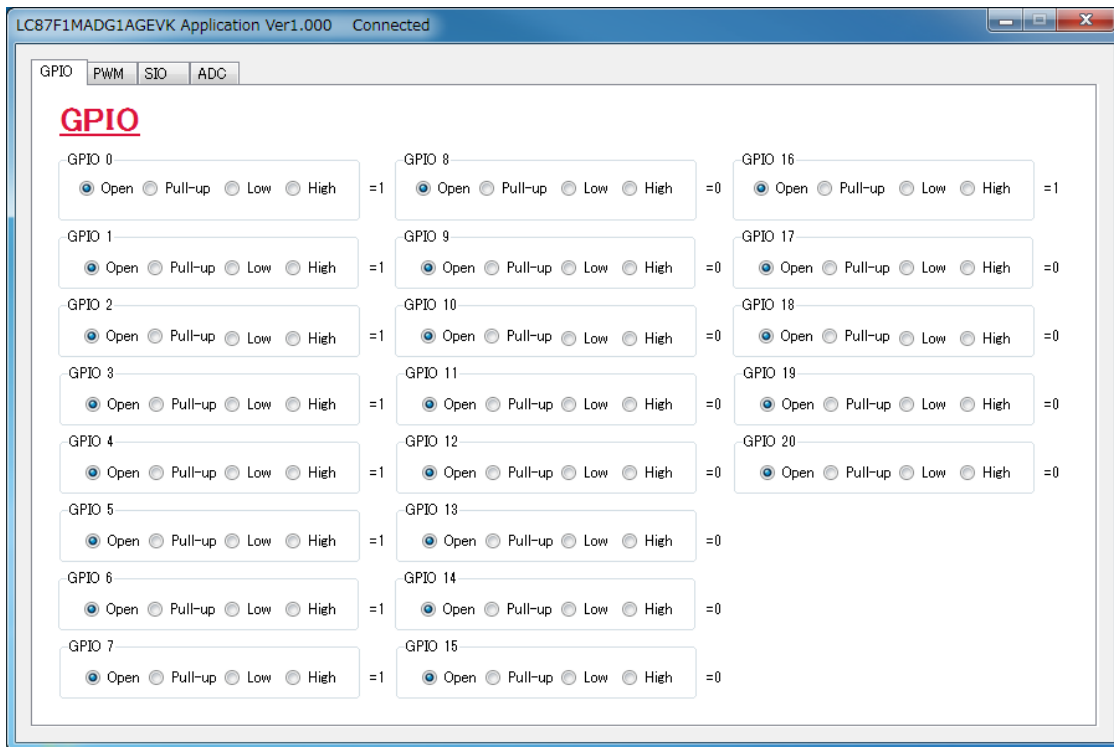 LC87F1MADG1AGEVK Application Ver1.000 Connected
GPIO PWM SIO ADC
GPIO
GPIO 0 GPIO 8 GPIO 16
Open Pull-up Low High =1 Open Pull-up Low High =0 Open Pull-up Low High =1
GPIO 1 GPIO 9 GPIO 17
Open Pull-up Low High =1 Open Pull-up Low High =0 Open Pull-up Low High =0
GPIO 2 GPIO 10 GPIO 18
Open Pull-up Low High =1 Open Pull-up Low High =0 Open Pull-up Low High =0
GPIO 3 GPIO 11 GPIO 19
Open Pull-up Low High =1 Open Pull-up Low High =0 Open Pull-up Low High =0
GPIO 4 GPIO 12 GPIO 20
Open Pull-up Low High =1 Open Pull-up Low High =0 Open Pull-up Low High =0
GPIO 5 GPIO 13
Open Pull-up Low High =1 Open Pull-up Low High =0
GPIO 6 GPIO 14
Open Pull-up Low High =1 Open Pull-up Low High =0
GPIO 7 GPIO 15
Open Pull-up Low High =1 Open Pull-up Low High =0